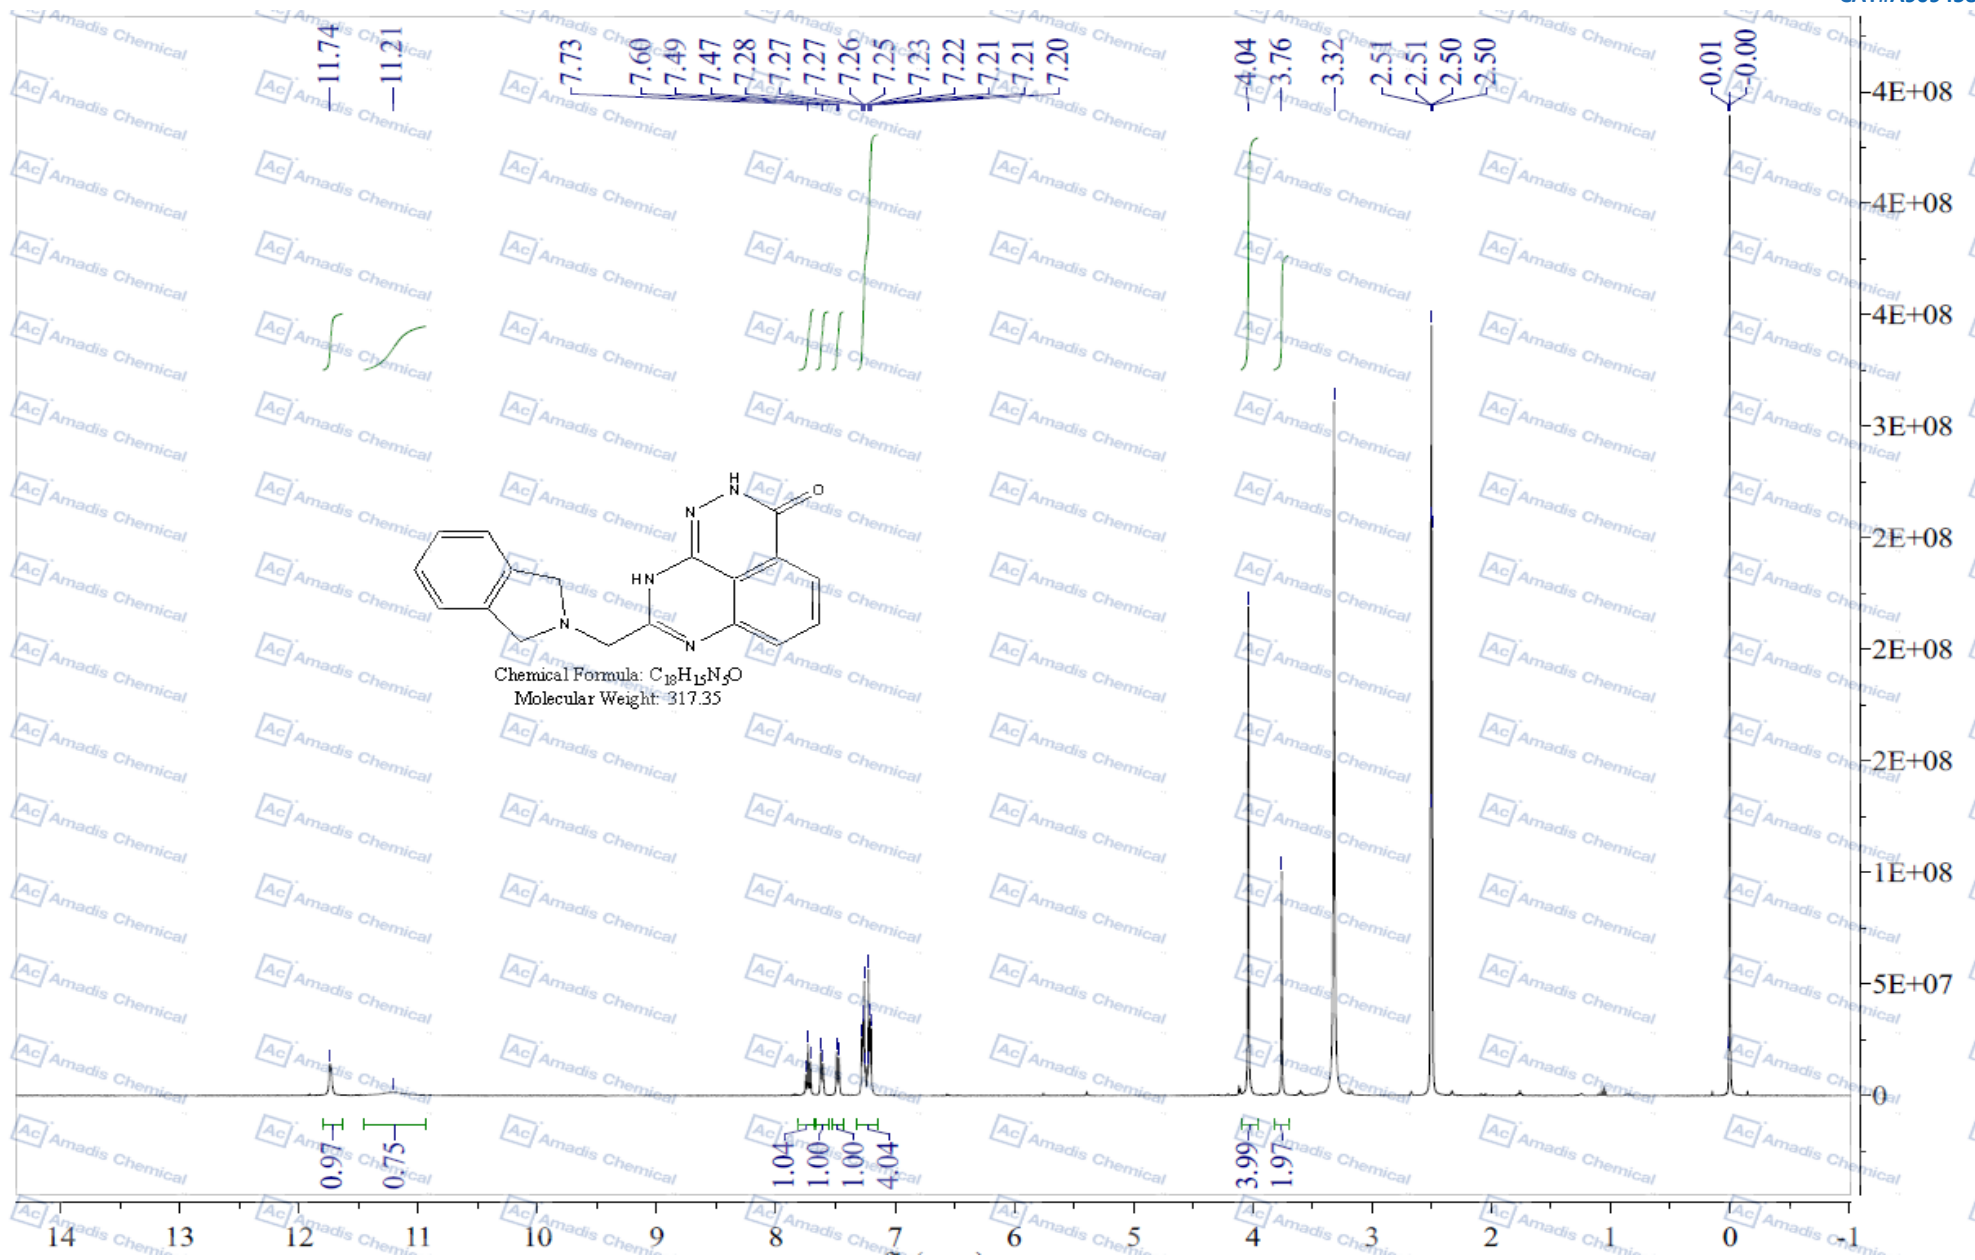 11.74
11.21
7.73
7.60
7.49
7.47
7.28
7.27
7.27
7.26
7.25
7.23
7.22
7.21
7.21
7.20
4.04
3.76
3.32
2.51
2.51
2.50
2.50
0.01
-0.00
4E+08
4E+08
4E+08
3E+08
2E+08
2E+08
2E+08
1E+08
5E+07
0
H
N
O
N
HN
N
N
Chemical Formula: C18H15N5O
Molecular Weight: 317.35
0.97
0.75
1.04
1.00
1.00
4.04
3.99
1.97
14 13 12 11 10 9 8 7 6 5 4 3 2 1 0 -1
Ac Amadis Chemical